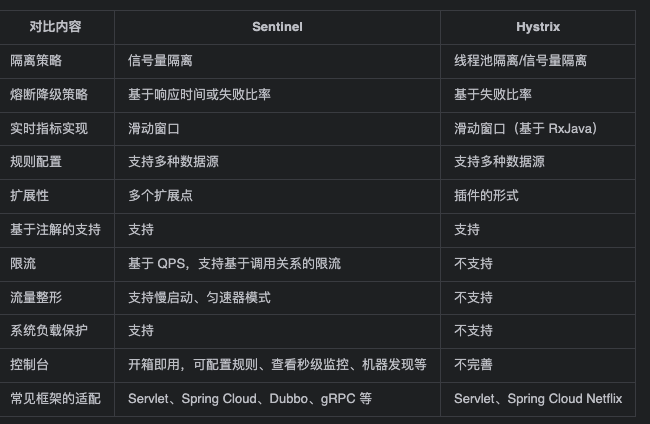 对比内容 Sentinel Hystrix
隔离策略 信号量隔离 线程池隔离/信号量隔离
熔断降级策略 基于响应时间或失败比率 基于失败比率
实时指标实现 滑动窗口 滑动窗口（基于 RxJava）
规则配置 支持多种数据源 支持多种数据源
扩展性 多个扩展点 插件的形式
基于注解的支持 支持 支持
限流 基于 QPS，支持基于调用关系的限流 不支持
流量整形 支持慢启动、匀速器模式 不支持
系统负载保护 支持 不支持
控制台 开箱即用，可配置规则、查看秒级监控、机器发现等 不完善
常见框架的适配 Servlet、Spring Cloud、Dubbo、gRPC 等 Servlet、Spring Cloud Netflix